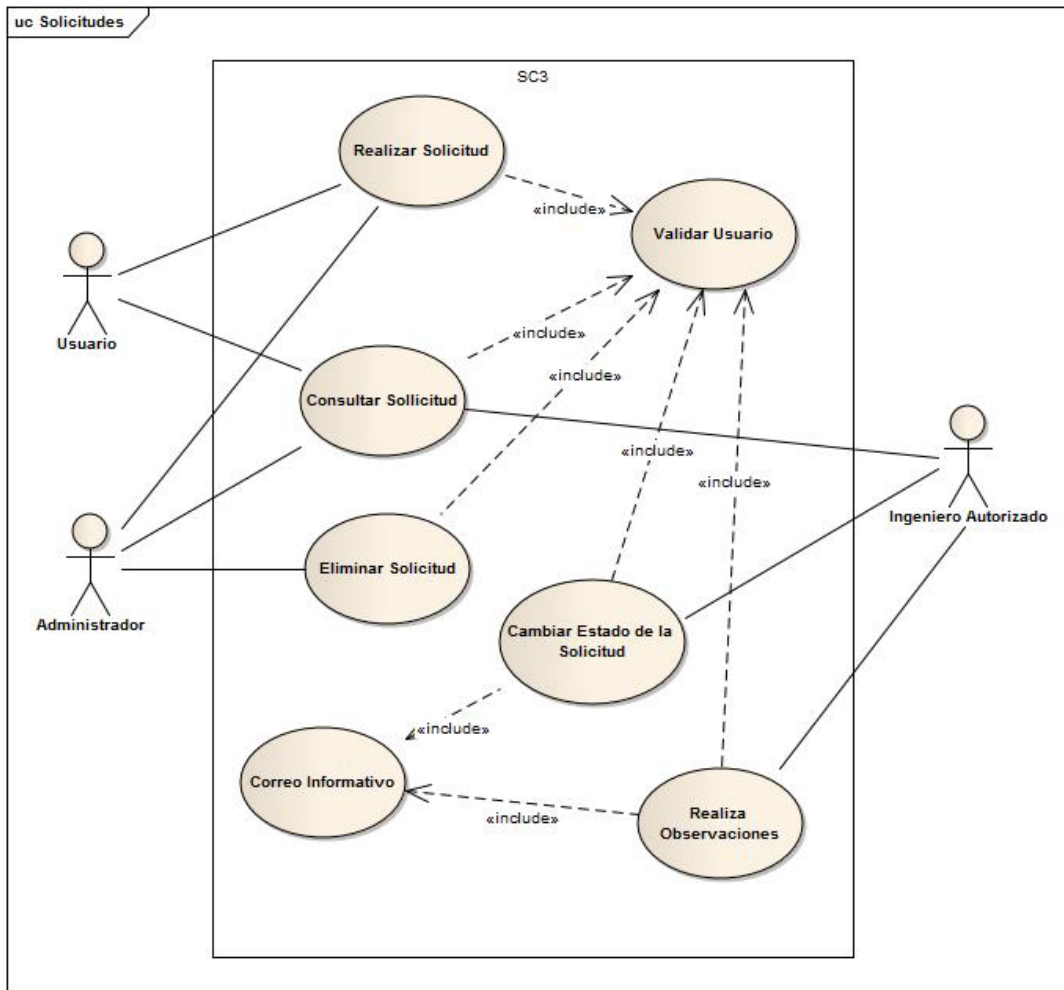 uc Solicitudes
SC3
Realizar Solicitud
«include»
Validar Usuario
Usuario
«include»
«include»
Consultar Sollicitud
«include»
«include»
Ingeniero Autorizado
Eliminar Solicitud
Administrador
Cambiar Estado de la
Solicitud
«include»
Correo Informativo
«include»
Realiza
Observaciones